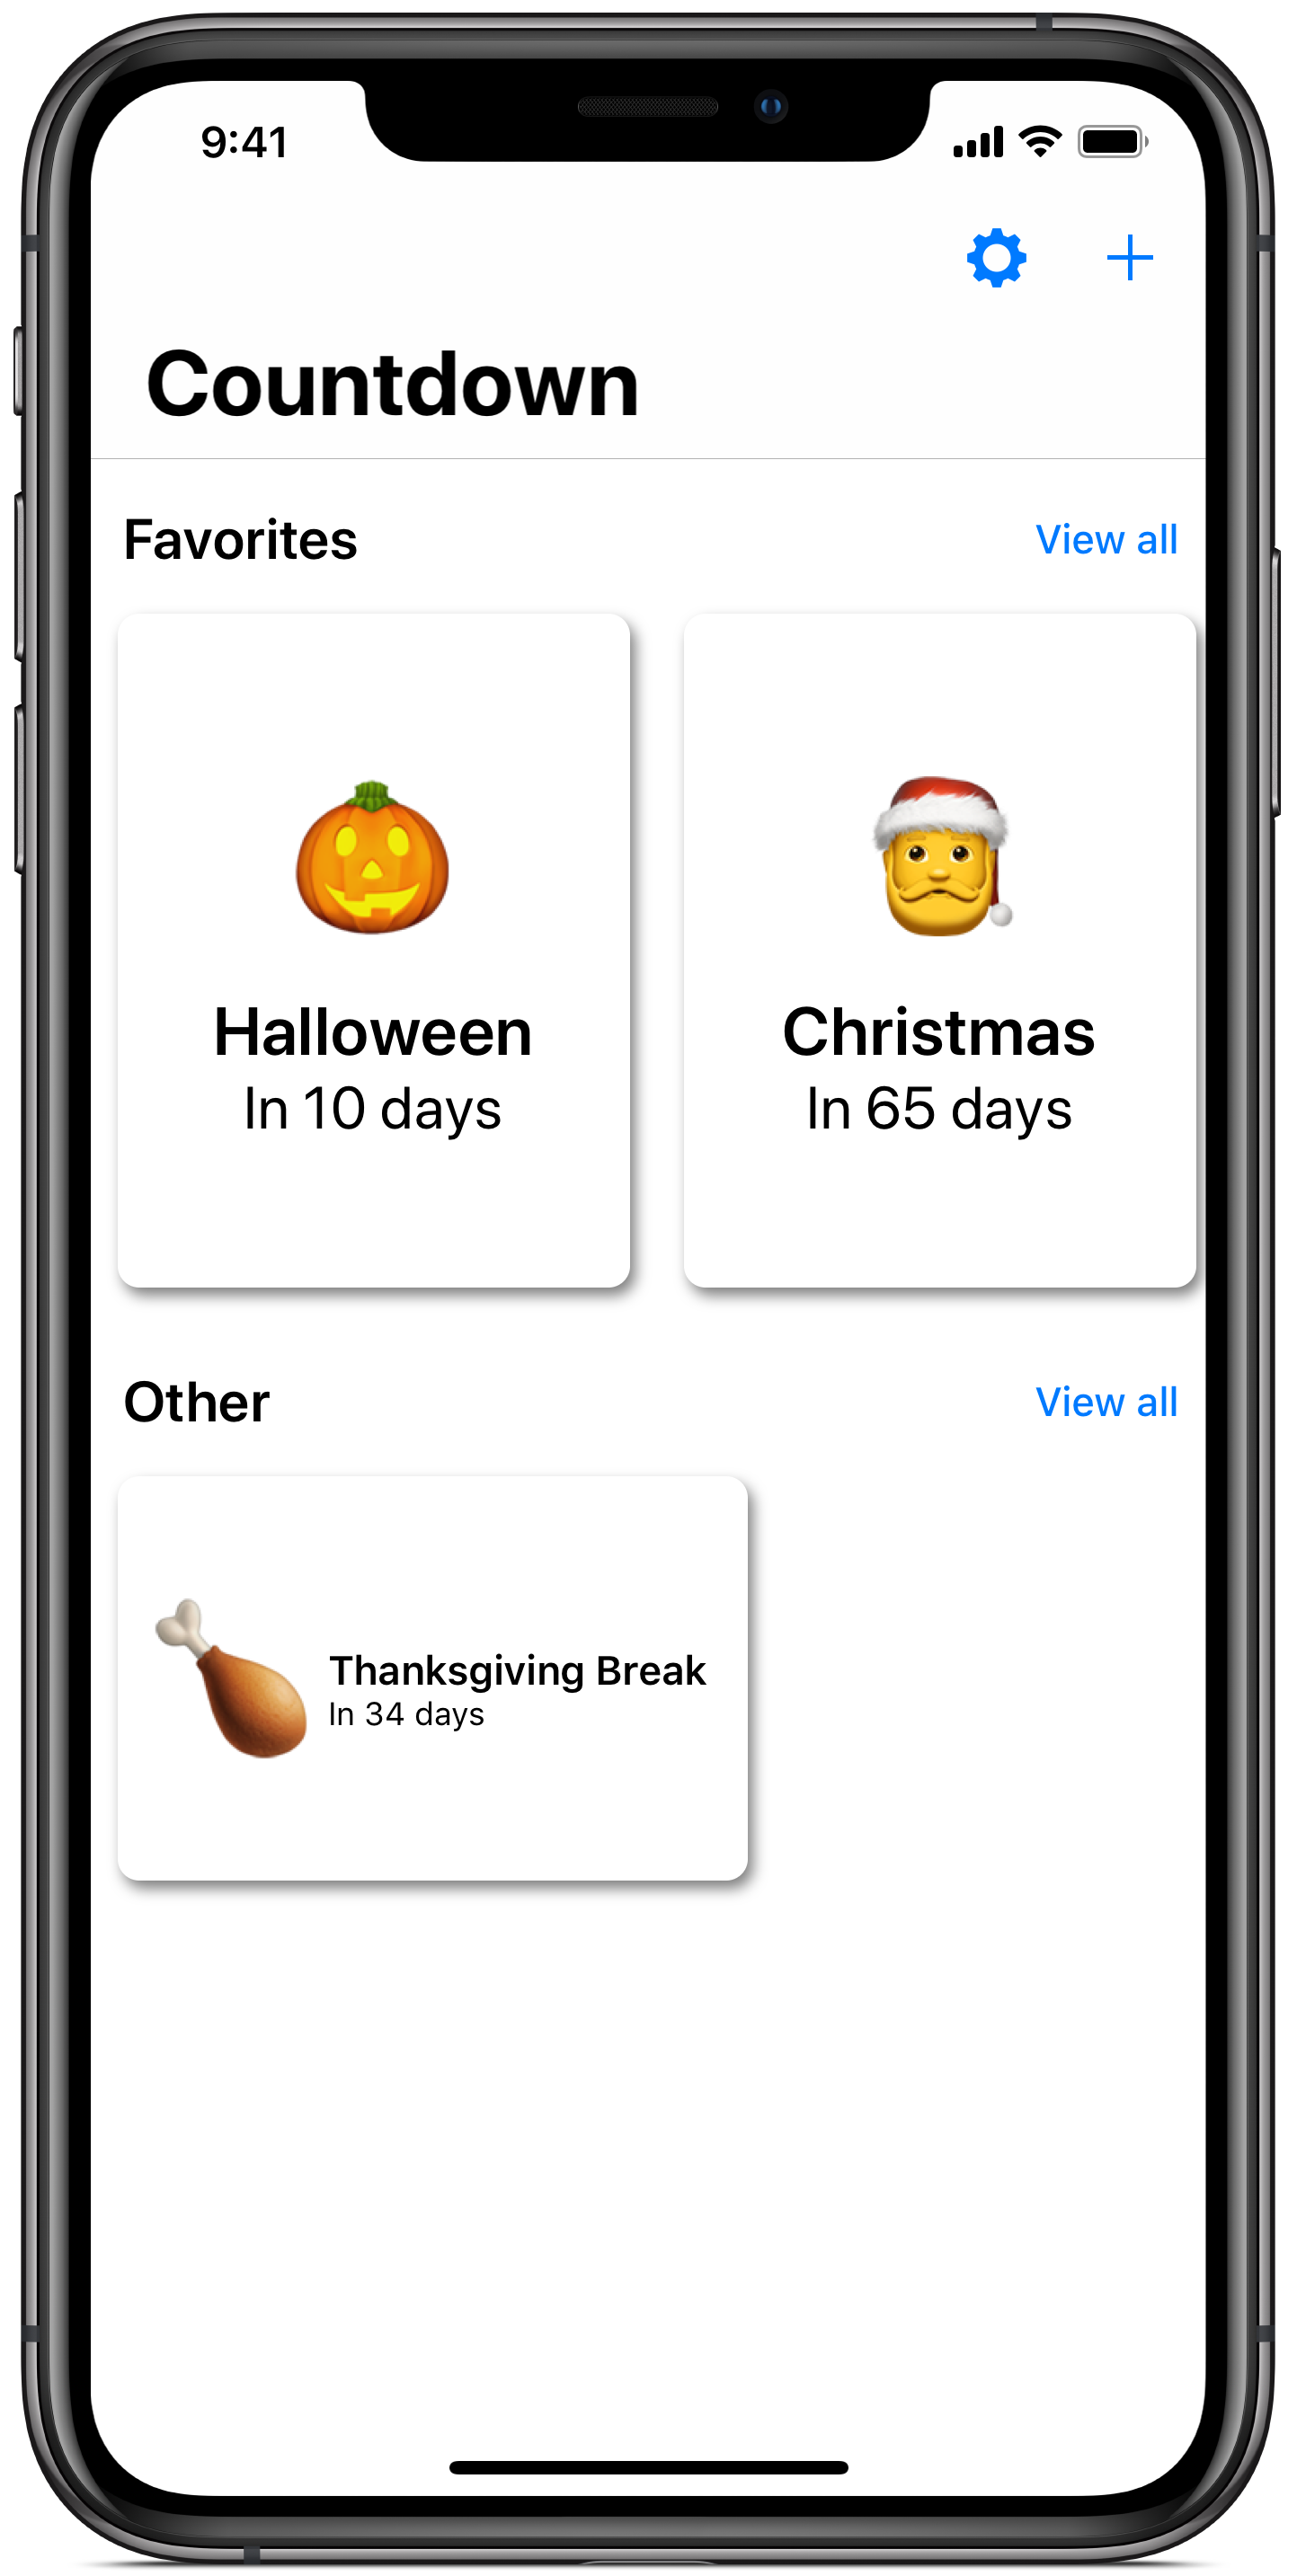 9:41
Countdown
Favorites
View all
Halloween
In 10 days
Christmas
In 65 days
Other
View all
Thanksgiving Break
In 34 days